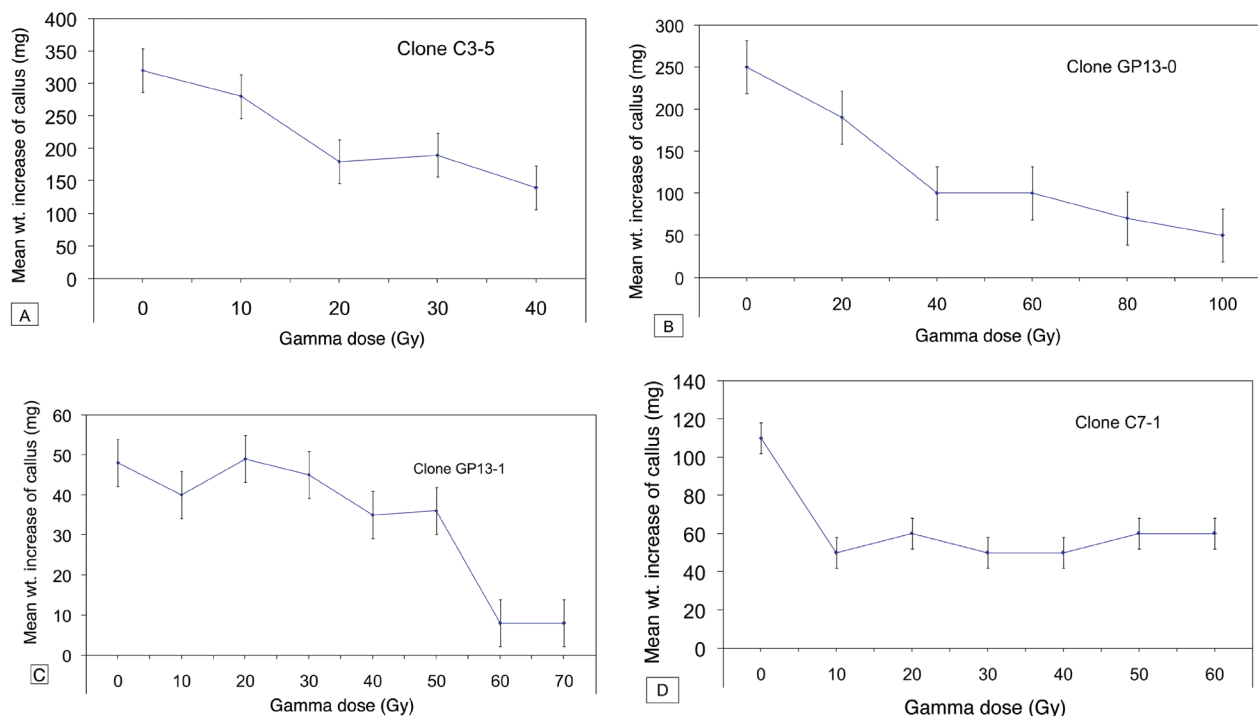 Mean wt. increase of callus (mg)
400
350
300
250
200
150
100
50
0
Clone C3-5
0 10 20 30 40
Gamma dose (Gy)
A
Mean wt. increase of callus (mg)
300
250
200
150
100
50
0
Clone GP13-0
0 20 40 60 80 100
Gamma dose (Gy)
B
Mean wt. increase of callus (mg)
60
50
40
30
20
10
0
Clone GP13-1
0 10 20 30 40 50 60 70
Gamma dose (Gy)
C
Mean wt. increase of callus (mg)
140
120
100
80
60
40
20
0
Clone C7-1
0 10 20 30 40 50 60
Gamma dose (Gy)
D